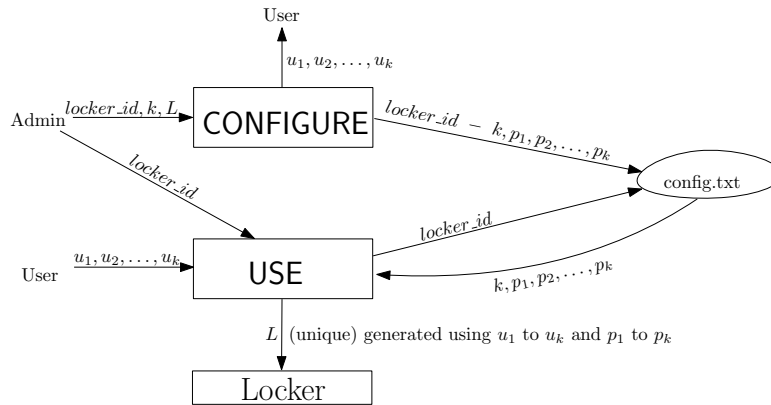 User
u_1, u_2, . . . , u_k
locker_id, k, L
Admin
CONFIGURE
locker_id − k, p_1, p_2, . . . , p_k
config.txt
locker_id
locker_id
User
u_1, u_2, . . . , u_k
USE
k, p_1, p_2, . . . , p_k
L (unique) generated using u_1 to u_k and p_1 to p_k
Locker